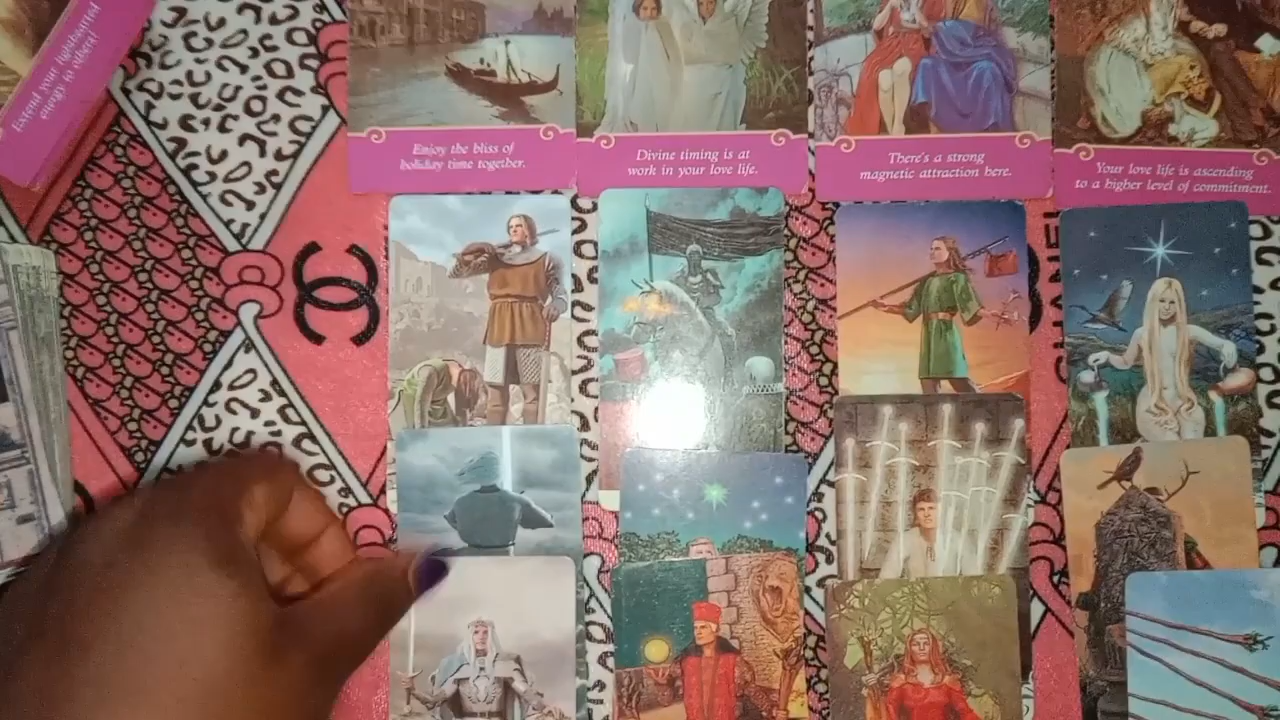 Extend your lighthearted
energy to others!
Enjoy the bliss of
holiday time together.
Divine timing is at
work in your love life.
There's a strong
magnetic attraction here.
Your love life is ascending
to a higher level of commitment.
CHANEL